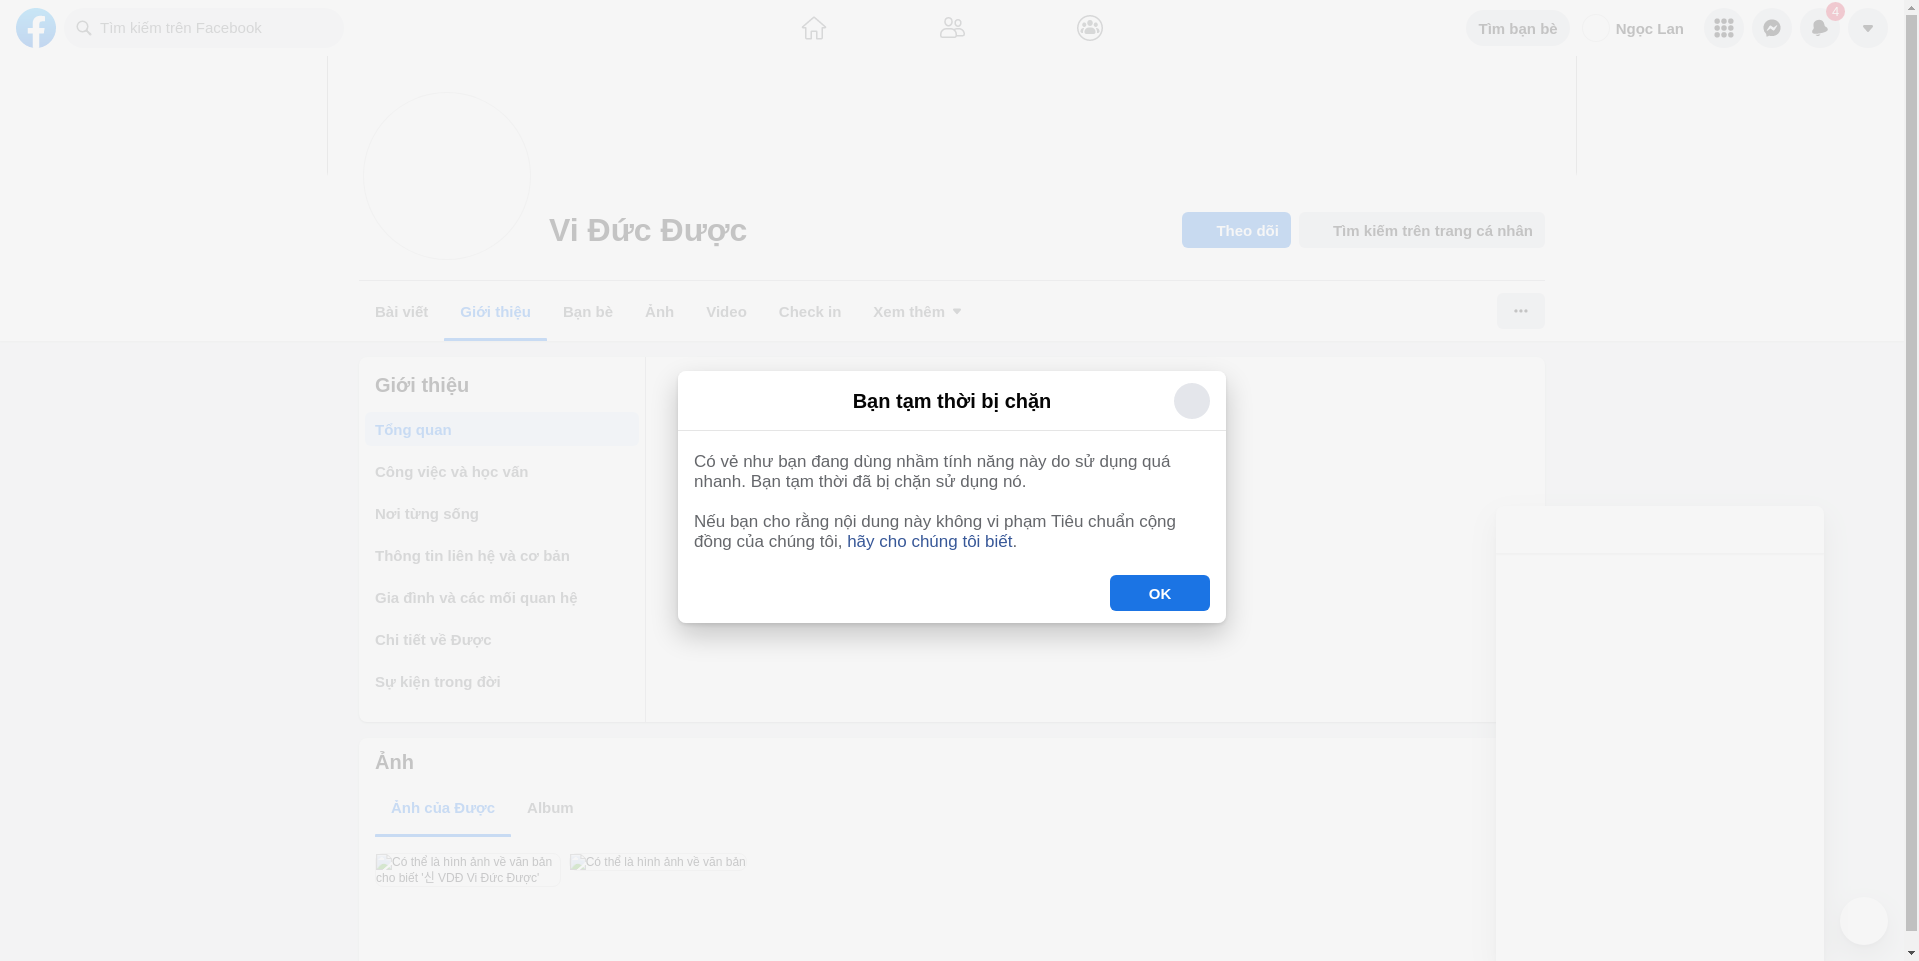 Tìm kiếm trên Facebook
Tìm bạn bè
Ngọc Lan
4
Vi Đức Được
Theo dõi
Tìm kiếm trên trang cá nhân
Bài viết
Giới thiệu
Bạn bè
Ảnh
Video
Check in
Xem thêm
Giới thiệu
Tổng quan
Công việc và học vấn
Nơi từng sống
Thông tin liên hệ và cơ bản
Gia đình và các mối quan hệ
Chi tiết về Được
Sự kiện trong đời
Bạn tạm thời bị chặn
Có vẻ như bạn đang dùng nhầm tính năng này do sử dụng quá
nhanh. Bạn tạm thời đã bị chặn sử dụng nó.
Nếu bạn cho rằng nội dung này không vi phạm Tiêu chuẩn cộng
đồng của chúng tôi, hãy cho chúng tôi biết.
OK
Ảnh
Ảnh của Được
Album
Có thể là hình ảnh về văn bản
cho biết '신 VDĐ Vi Đức Được'
Có thể là hình ảnh về văn bản